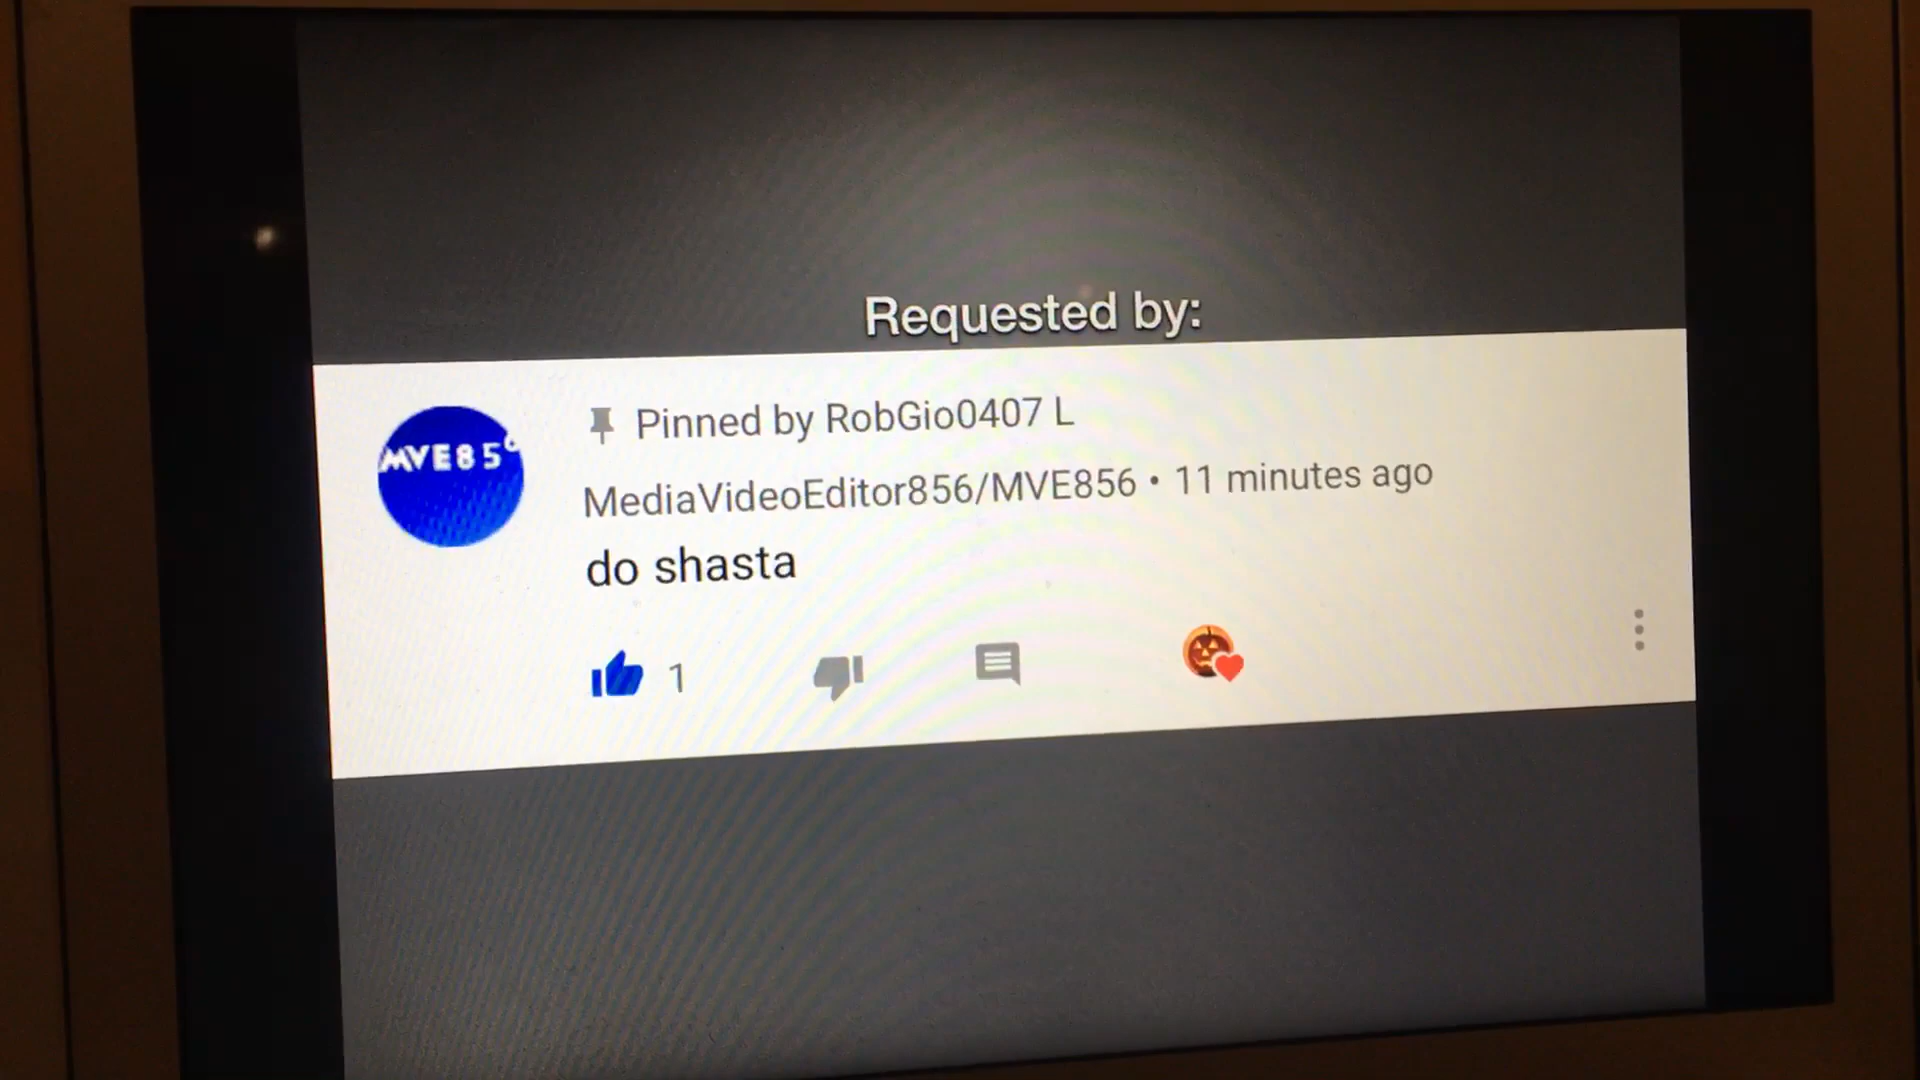 Requested by:
Pinned by RobGio0407 L
MVE85
MediaVideoEditor856/MVE856 • 11 minutes ago
do shasta
1